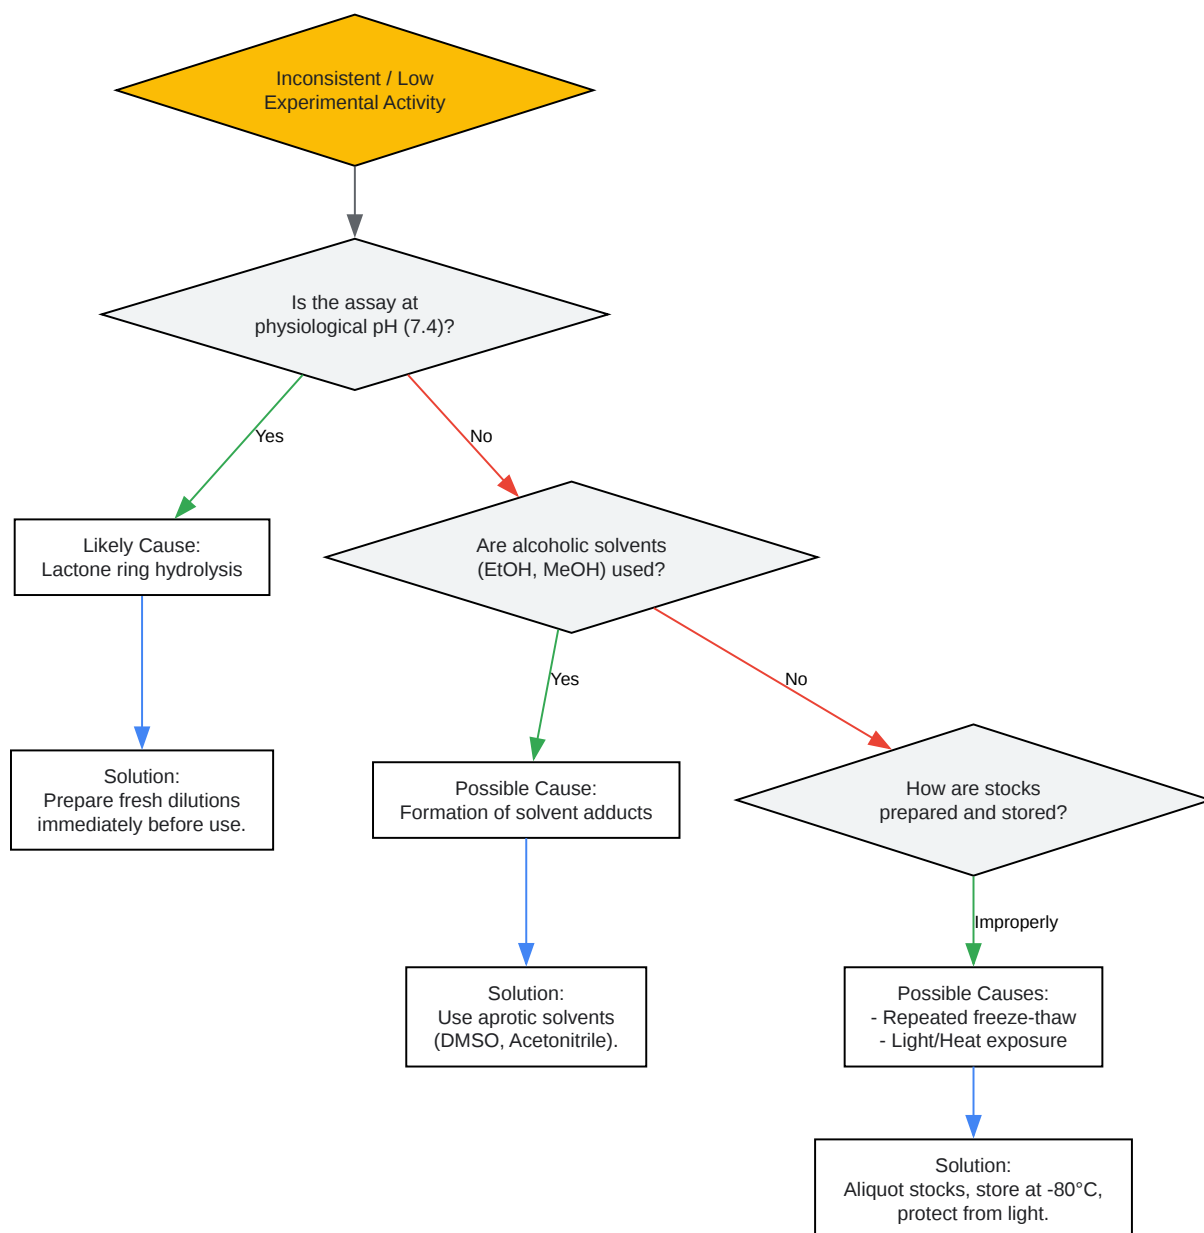 Inconsistent / Low
Experimental Activity
Is the assay at
physiological pH (7.4)?
Yes
No
Likely Cause:
Lactone ring hydrolysis
Are alcoholic solvents
(EtOH, MeOH) used?
Yes
No
Solution:
Prepare fresh dilutions
immediately before use.
Possible Cause:
Formation of solvent adducts
How are stocks
prepared and stored?
Improperly
Solution:
Use aprotic solvents
(DMSO, Acetonitrile).
Possible Causes:
- Repeated freeze-thaw
- Light/Heat exposure
Solution:
Aliquot stocks, store at -80°C,
protect from light.